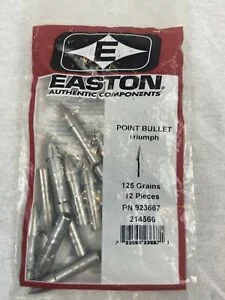 E
EASTON®
AUTHENTIC COMPONENTS®
POINT BULLET
Triumph
125 Grains
12 Pieces
PN 923667
214566